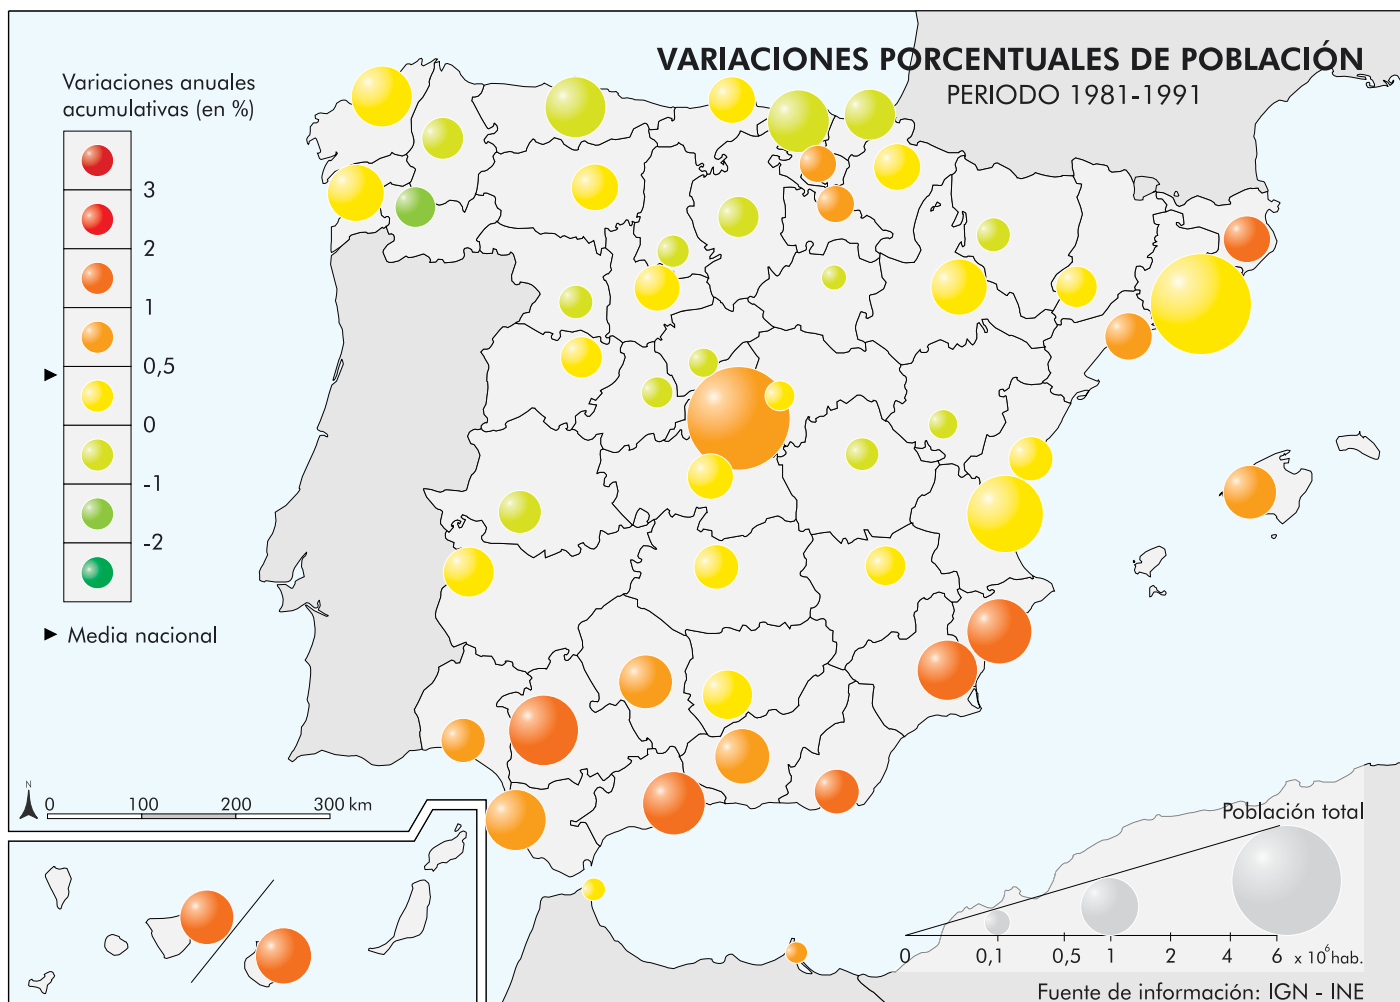 VARIACIONES PORCENTUALES DE POBLACIÓN
PERIODO 1981-1991
Variaciones anuales
acumulativas (en %)
3
2
1
0,5
0
-1
-2
Media nacional
N
0 100 200 300 km
Población total
0 0,1 0,5 1 2 4 6 x 10⁶ hab.
Fuente de información: IGN - INE